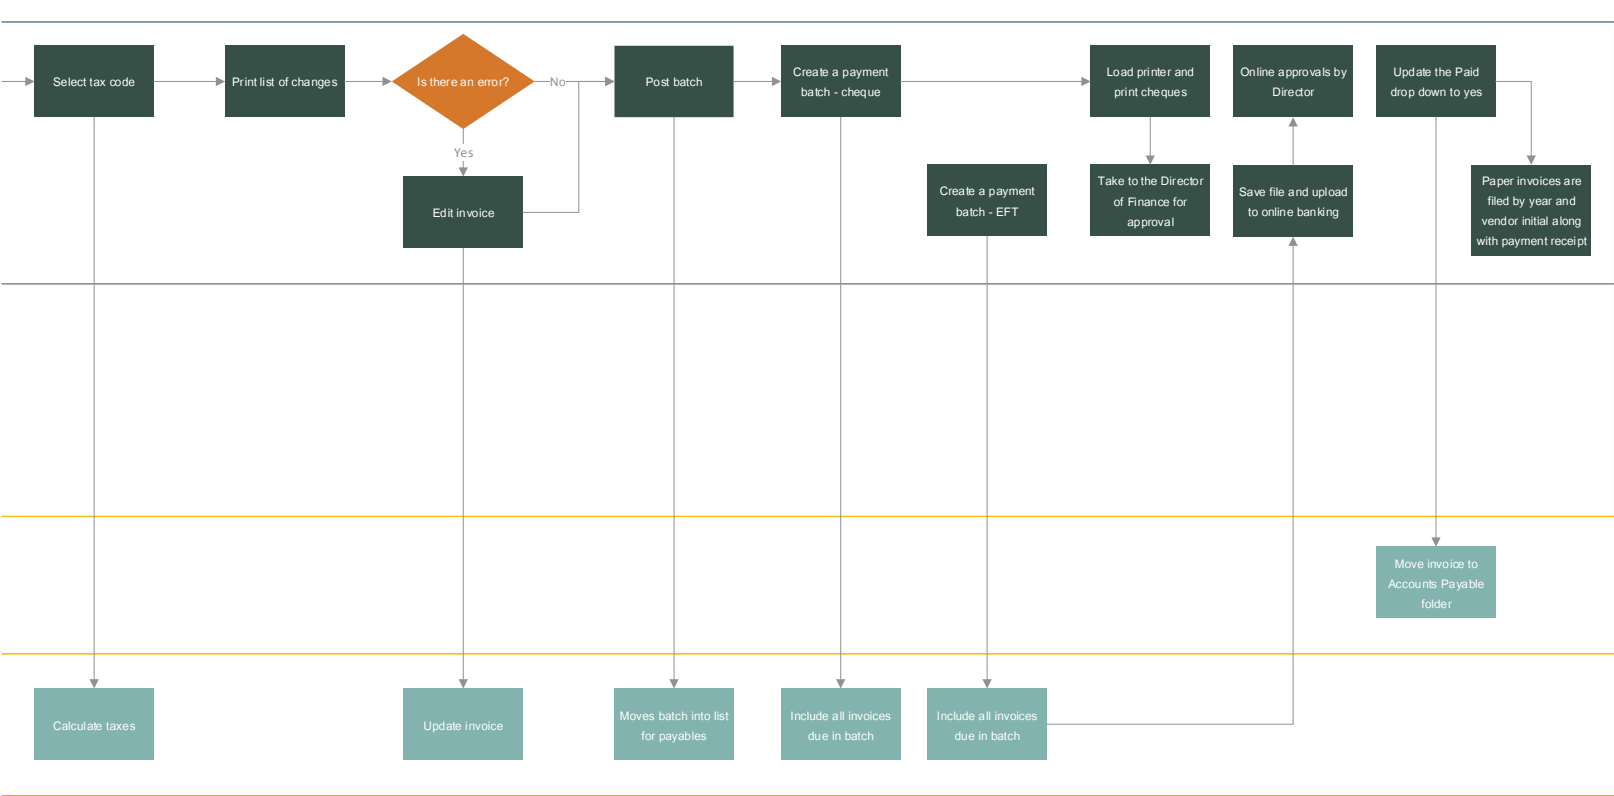 Select tax code
Print list of changes
Is there an error?
No
Yes
Edit invoice
Post batch
Create a payment
batch - cheque
Create a payment
batch - EFT
Load printer and
print cheques
Take to the Director
of Finance for
approval
Online approvals by
Director
Save file and upload
to online banking
Update the Paid
drop down to yes
Paper invoices are
filed by year and
vendor initial along
with payment receipt
Move invoice to
Accounts Payable
folder
Calculate taxes
Update invoice
Moves batch into list
for payables
Include all invoices
due in batch
Include all invoices
due in batch